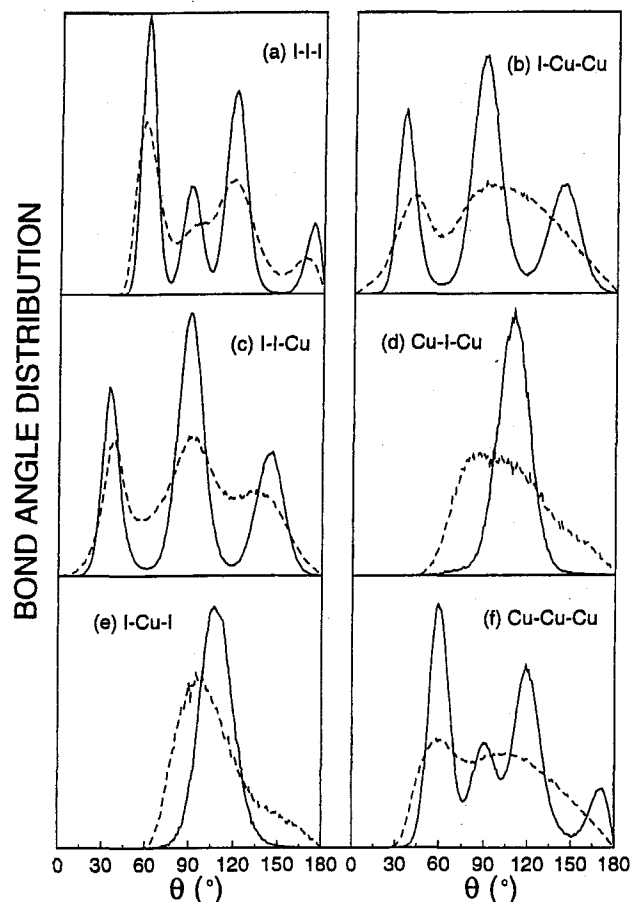 BOND ANGLE DISTRIBUTION
(a) I-I-I
(b) I-Cu-Cu
(c) I-I-Cu
(d) Cu-I-Cu
(e) I-Cu-I
(f) Cu-Cu-Cu
0 30 60 90 120 150 180
0 30 60 90 120 150 180
θ (°)
θ (°)